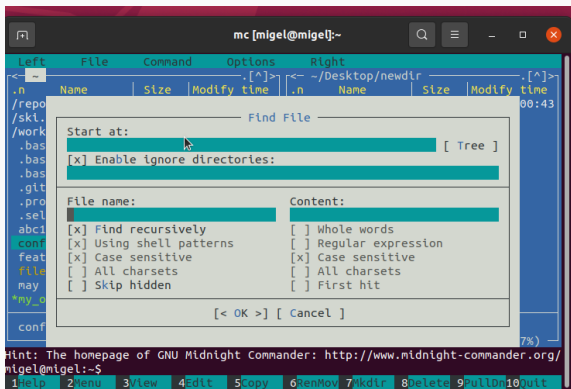 mc [migel@migel]:~
Left File Command Options Right
<— ~ .[^]> <— ~/Desktop/newdir .[^]>
.n Name Size Modify time .n Name Size Modify time
/repo 00:43
/ski.
/work
.bas
.bas
.bas
.git
.pro
.sel
abc1
conf
feat
file
may
*my_o
conf
7%)
Find File
Start at:
[ Tree ]
[x] Enable ignore directories:
File name: Content:
[x] Find recursively [ ] Whole words
[x] Using shell patterns [ ] Regular expression
[x] Case sensitive [x] Case sensitive
[ ] All charsets [ ] All charsets
[ ] Skip hidden [ ] First hit
[< OK >] [ Cancel ]
Hint: The homepage of GNU Midnight Commander: http://www.midnight-commander.org/
migel@migel:~$
1Help 2Menu 3View 4Edit 5Copy 6RenMov 7Mkdir 8Delete 9PullDn 10Quit